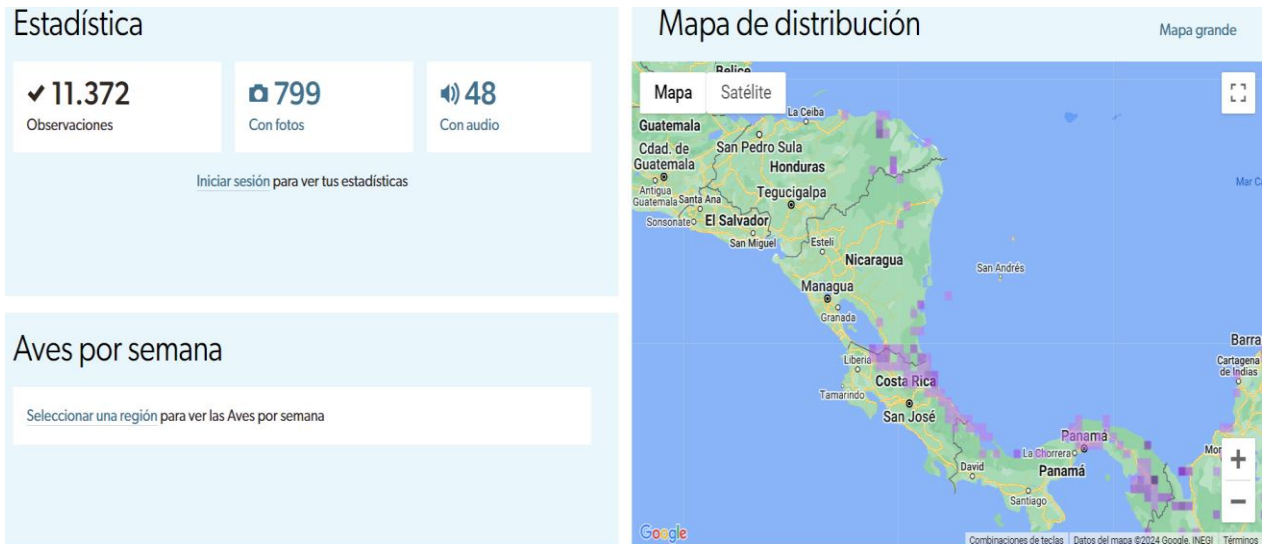 Estadística
11.372
Observaciones
799
Con fotos
48
Con audio
Iniciar sesión para ver tus estadísticas
Aves por semana
Seleccionar una región para ver las Aves por semana
Mapa de distribución
Mapa grande
Mapa
Satélite
Belice
La Ceiba
Guatemala
Cdad. de
Guatemala
San Pedro Sula
Honduras
Antigua
Guatemala
Santa Ana
Tegucigalpa
Mar C
Sonsonate
El Salvador
San Miguel
Estelí
Nicaragua
San Andrés
Managua
Granada
Barra
Liberia
Cartagena
de Indias
Costa Rica
Tamarindo
San José
Panamá
La Chorrera
Mo
David
Panamá
Santiago
Google
Combinaciones de teclas
Datos del mapa ©2024 Google, INEGI
Términos